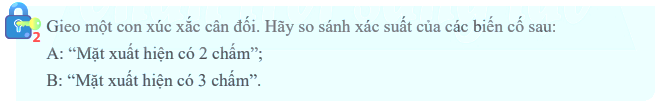 2
Gieo một con xúc xắc cân đối. Hãy so sánh xác suất của các biến cố sau:
A: “Mặt xuất hiện có 2 chấm”;
B: “Mặt xuất hiện có 3 chấm”.